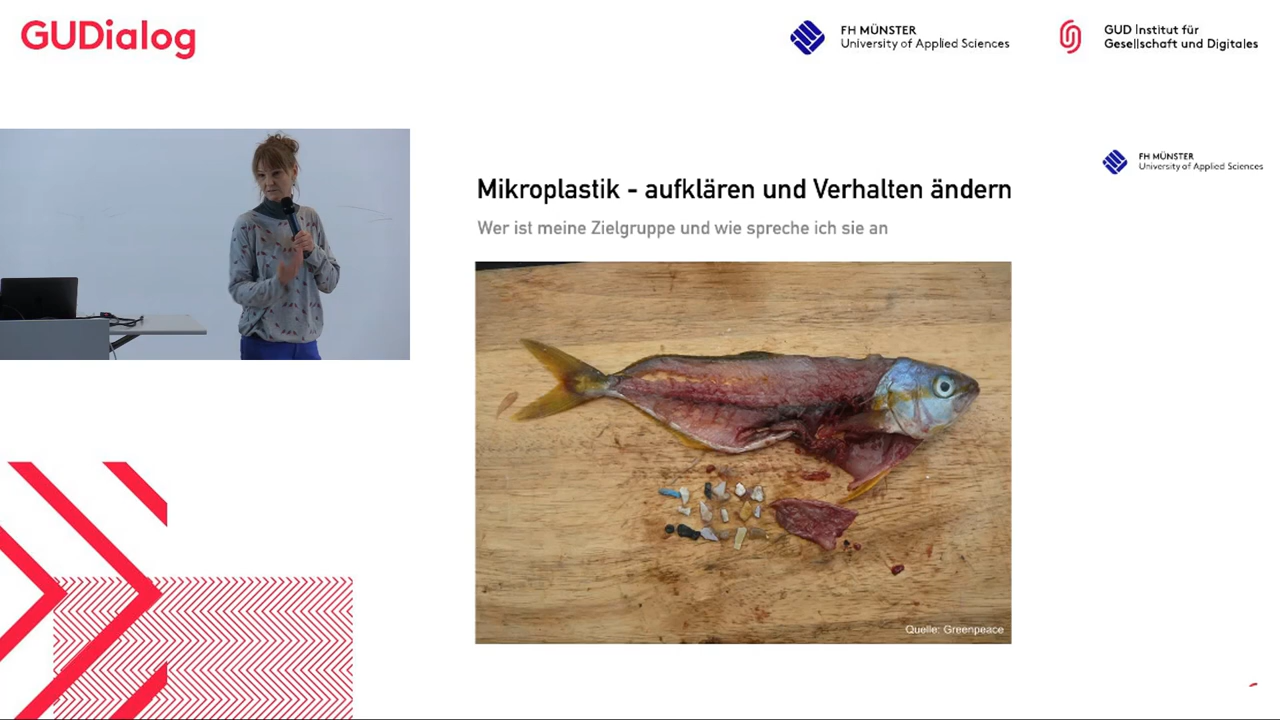 GUDialog
FH MÜNSTER
University of Applied Sciences
GUD Institut für
Gesellschaft und Digitales
FH MÜNSTER
University of Applied Sciences
Mikroplastik - aufklären und Verhalten ändern
Wer ist meine Zielgruppe und wie spreche ich sie an
Quelle: Greenpeace